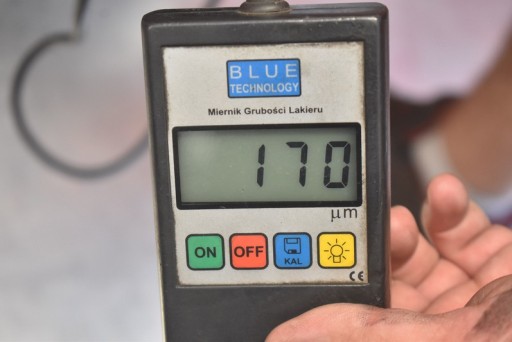 BLUE
TECHNOLOGY
Miernik Grubości Lakieru
170
µm
ON OFF KAL
CE